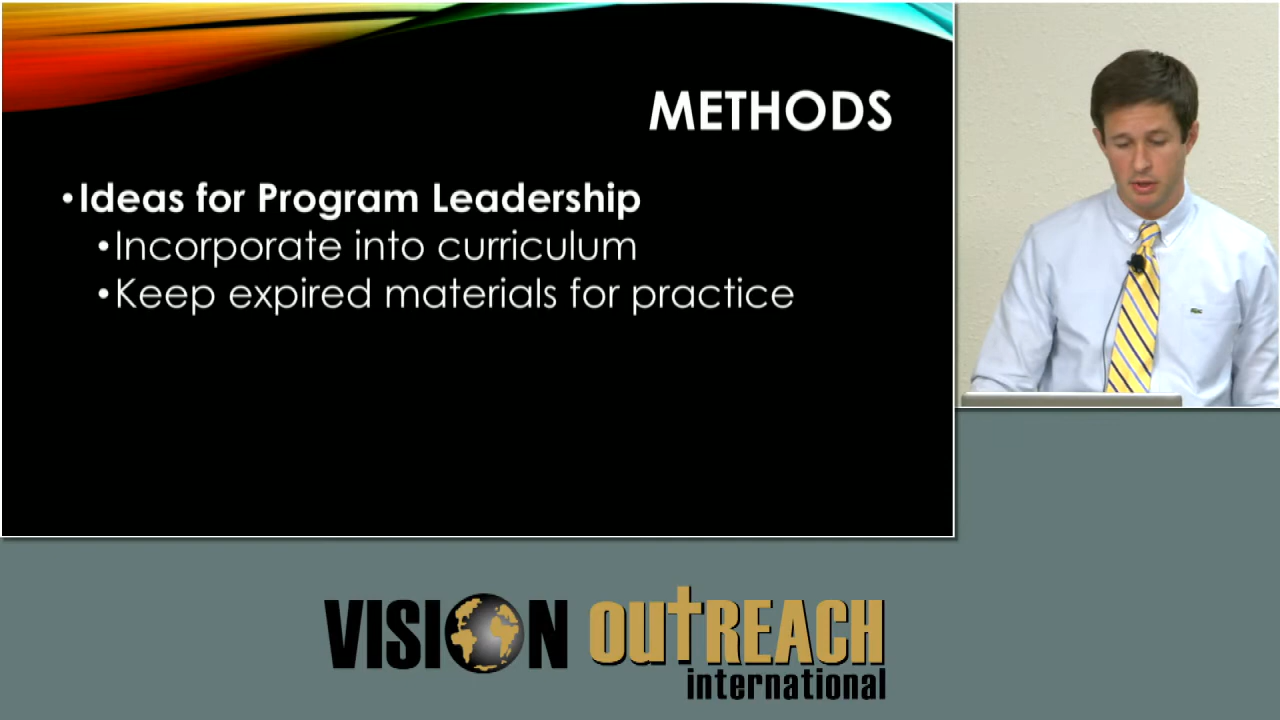 METHODS
•Ideas for Program Leadership
•Incorporate into curriculum
•Keep expired materials for practice
VISION OUTREACH
international